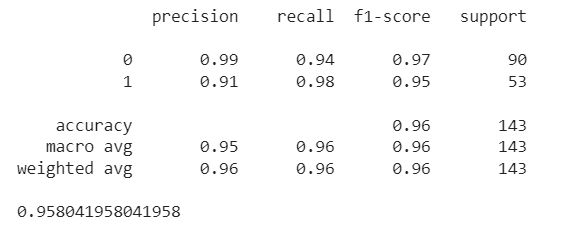 precision recall f1-score support
0 0.99 0.94 0.97 90
1 0.91 0.98 0.95 53
accuracy 0.96 143
macro avg 0.95 0.96 0.96 143
weighted avg 0.96 0.96 0.96 143
0.958041958041958